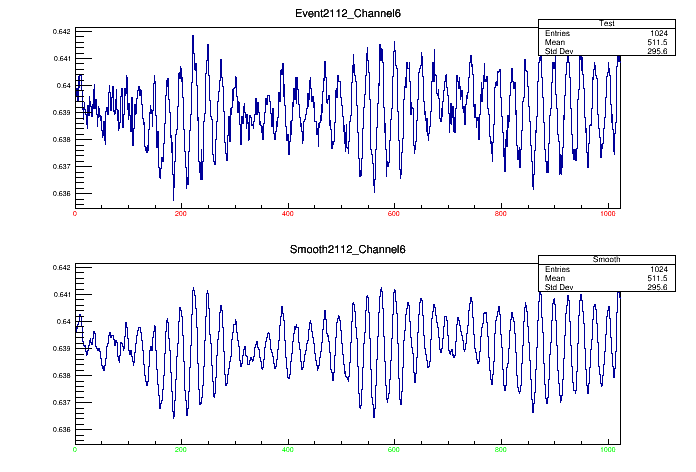 Event2112_Channel6
Test
Entries 1024
Mean 511.5
Std Dev 295.6
0.642
0.641
0.64
0.639
0.638
0.637
0.636
0 200 400 600 800 1000
Smooth2112_Channel6
Smooth
Entries 1024
Mean 511.5
Std Dev 295.6
0.642
0.641
0.64
0.639
0.638
0.637
0.636
0 200 400 600 800 1000